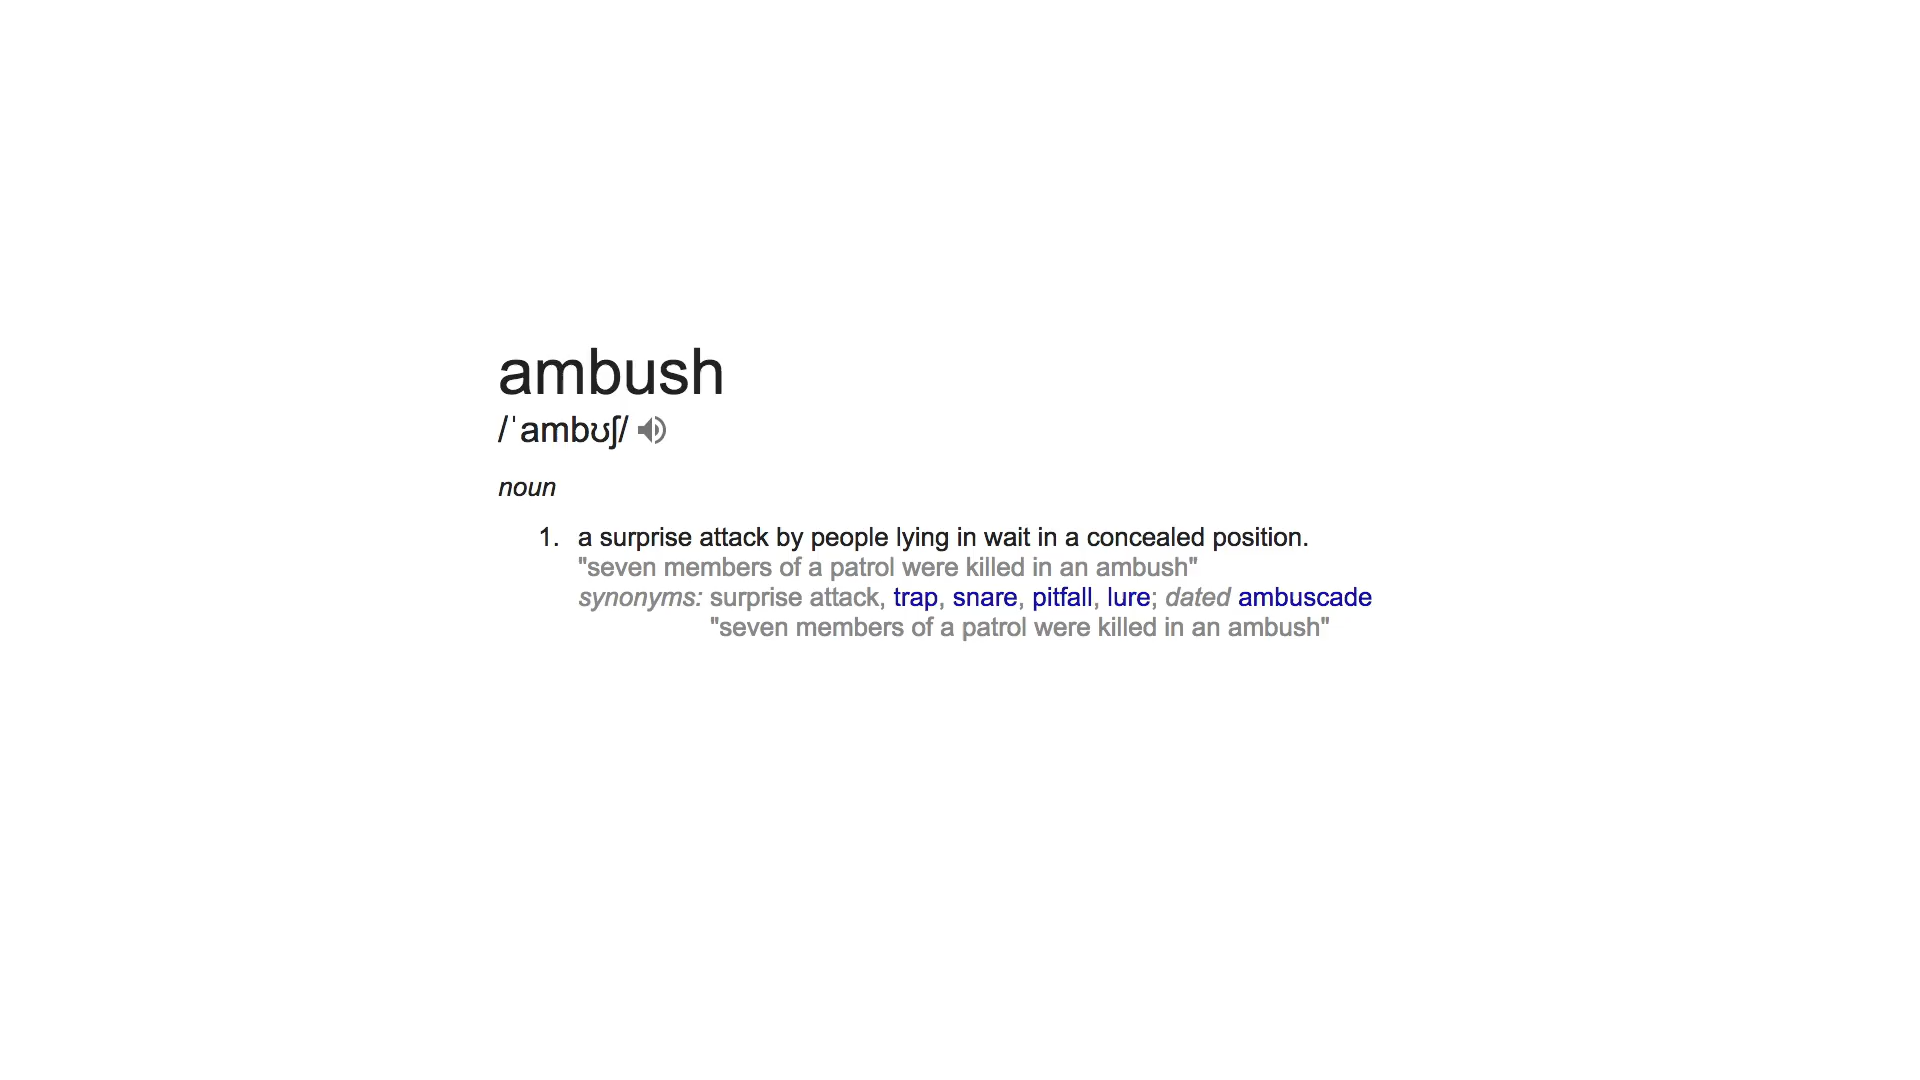 ambush
/ˈambʊʃ/
noun
1. a surprise attack by people lying in wait in a concealed position.
"seven members of a patrol were killed in an ambush"
synonyms: surprise attack, trap, snare, pitfall, lure; dated ambuscade
"seven members of a patrol were killed in an ambush"